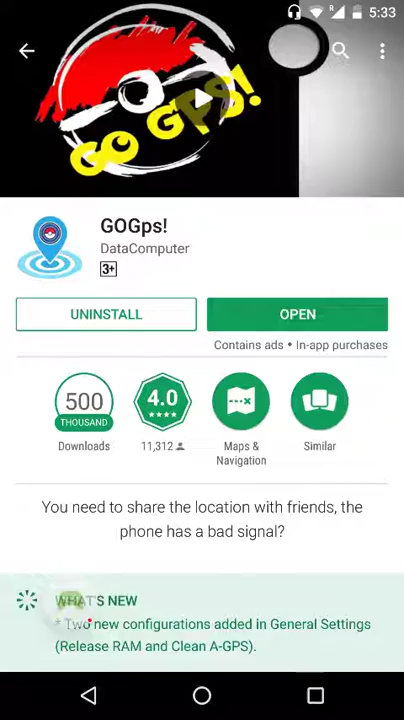 5:33
GO GPS!
GOGps!
DataComputer
3+
UNINSTALL
OPEN
Contains ads • In-app purchases
500
THOUSAND
4.0
Downloads
11,312
Maps &
Navigation
Similar
You need to share the location with friends, the
phone has a bad signal?
WHAT'S NEW
* Two new configurations added in General Settings
(Release RAM and Clean A-GPS).